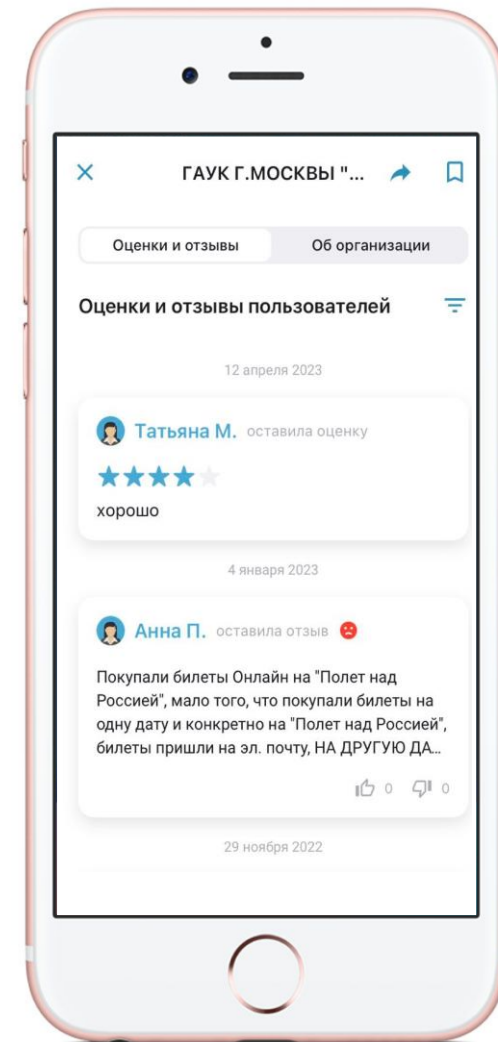 ГАУК Г.МОСКВЫ "...
Оценки и отзывы
Об организации
Оценки и отзывы пользователей
12 апреля 2023
Татьяна М. оставила оценку
хорошо
4 января 2023
Анна П. оставила отзыв
Покупали билеты Онлайн на "Полет над
Россией", мало того, что покупали билеты на
одну дату и конкретно на "Полет над Россией",
билеты пришли на эл. почту, НА ДРУГУЮ ДА...
0 0
29 ноября 2022